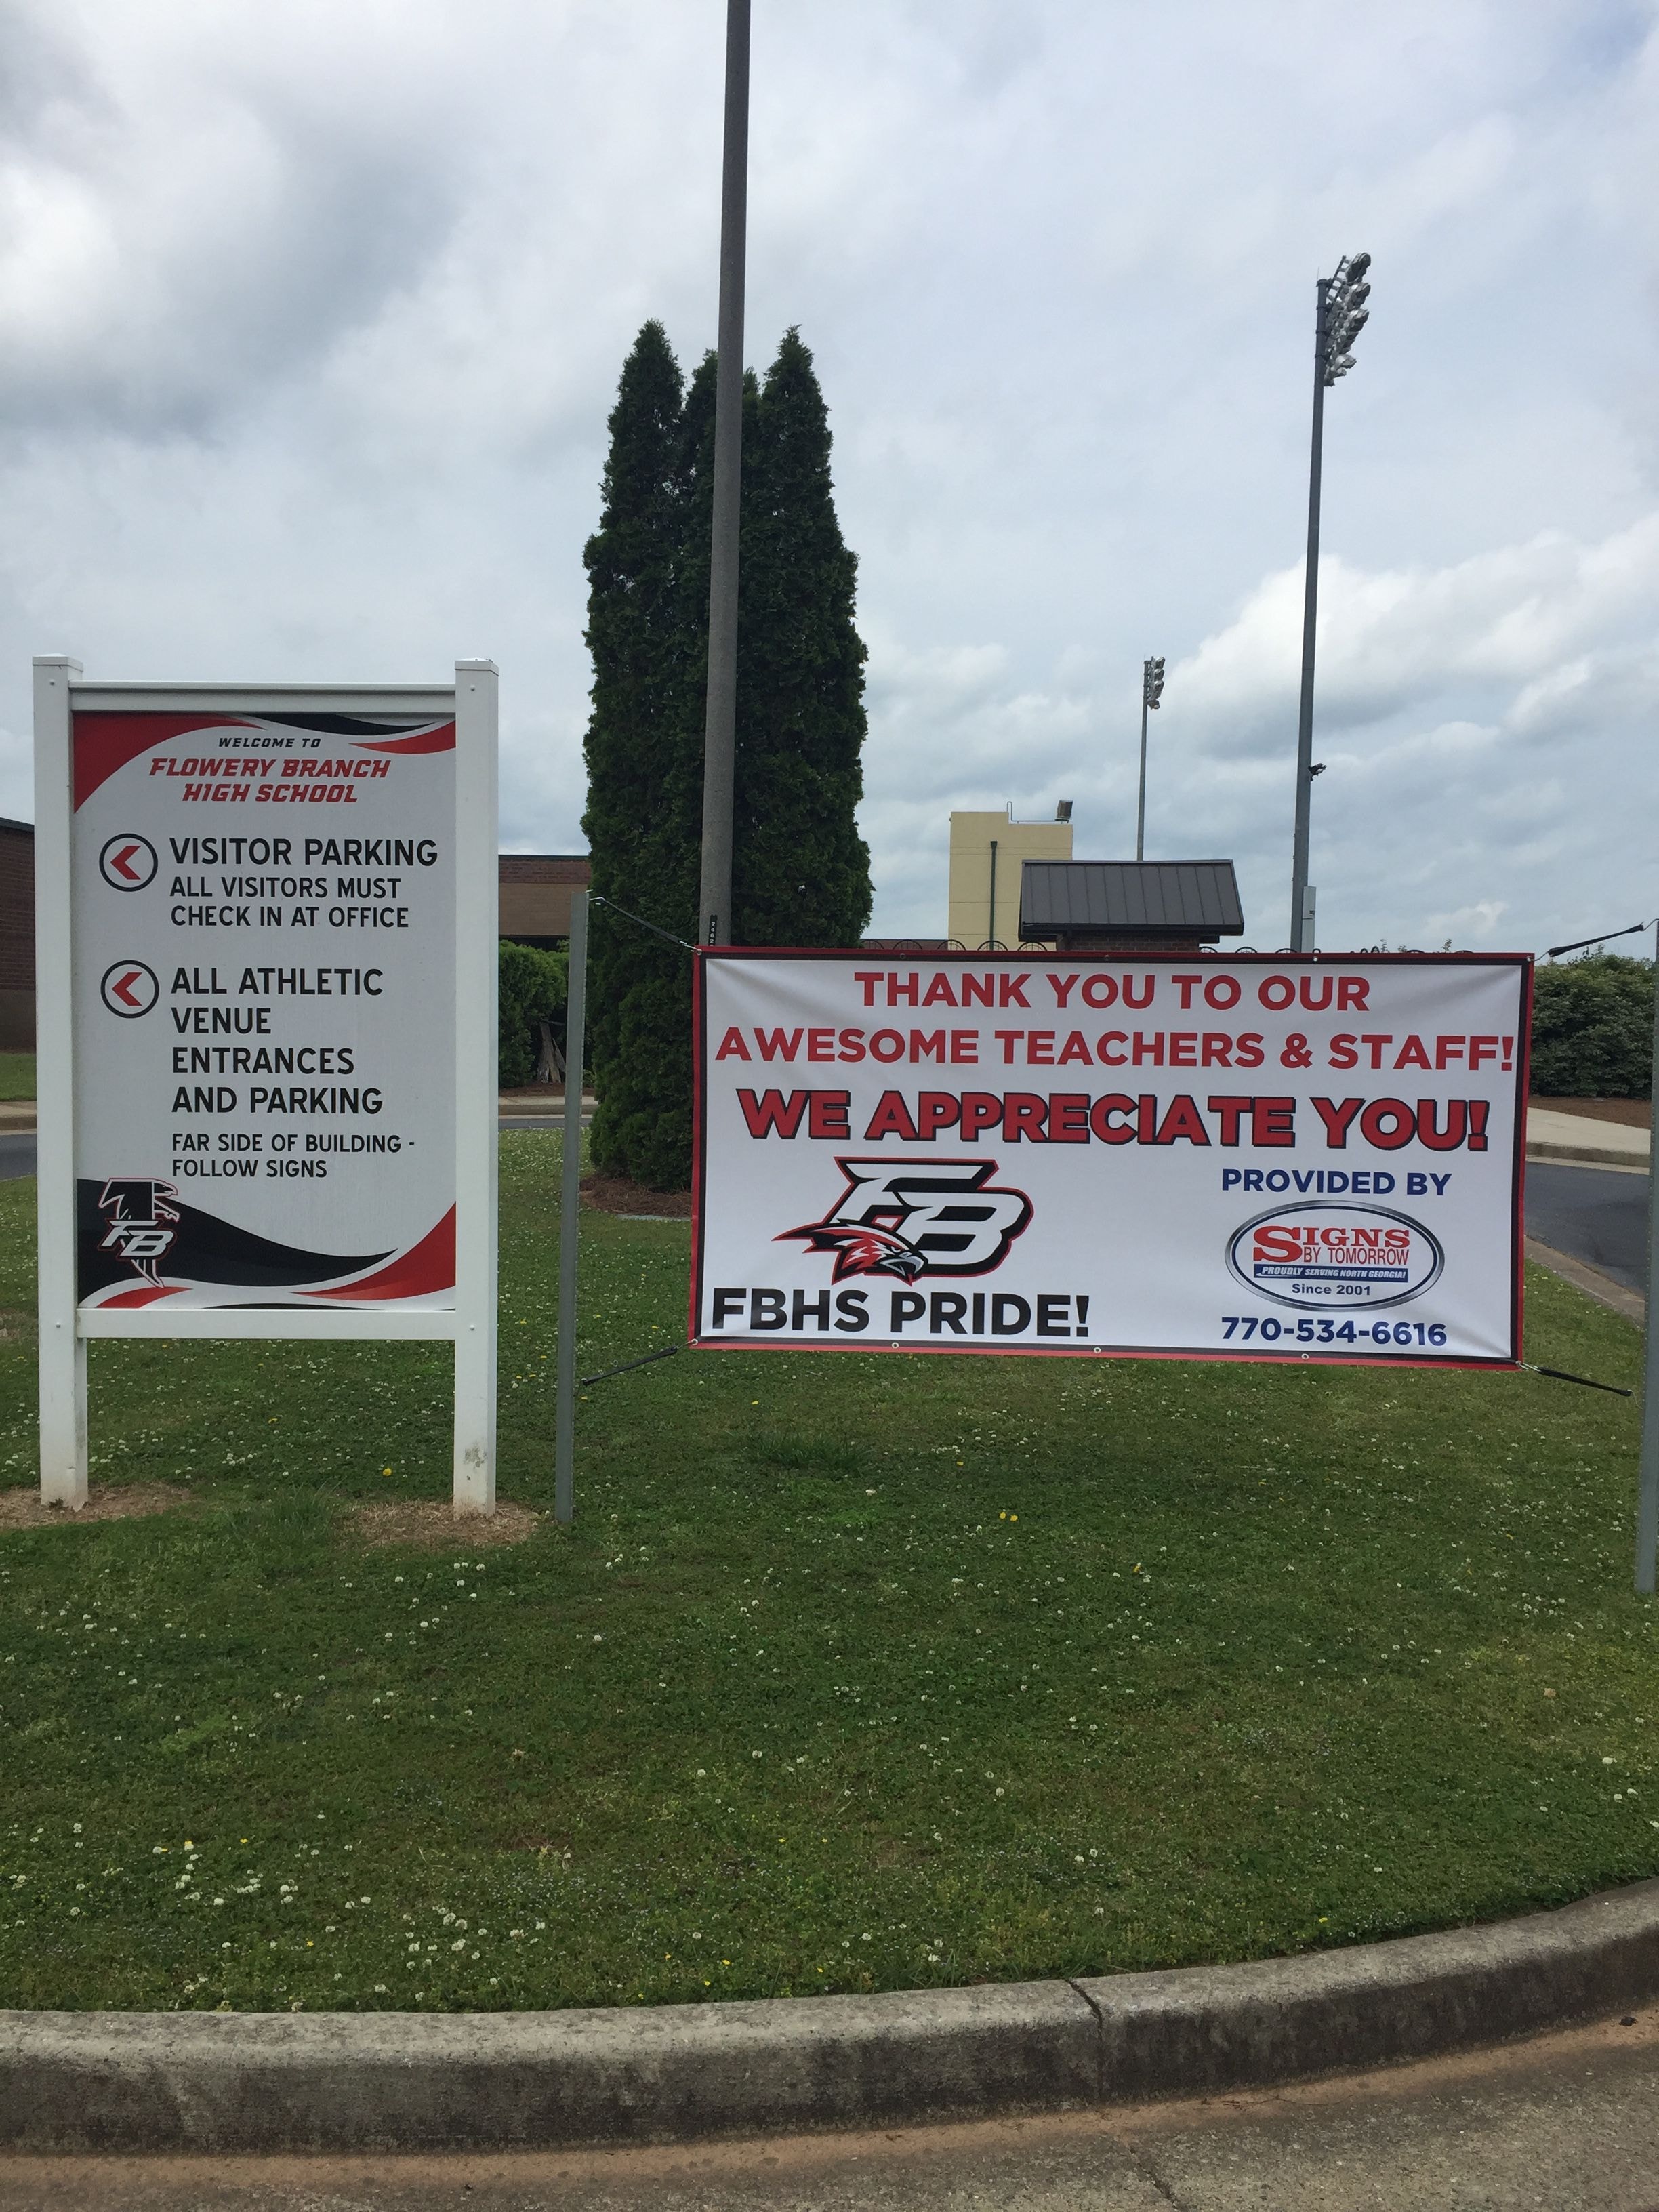 WELCOME TO
FLOWERY BRANCH
HIGH SCHOOL
VISITOR PARKING
ALL VISITORS MUST
CHECK IN AT OFFICE
ALL ATHLETIC
VENUE
ENTRANCES
AND PARKING
FAR SIDE OF BUILDING -
FOLLOW SIGNS
FB
THANK YOU TO OUR
AWESOME TEACHERS & STAFF!
WE APPRECIATE YOU!
FB
FBHS PRIDE!
PROVIDED BY
SIGNS
BY TOMORROW
PROUDLY SERVING NORTH GEORGIA!
Since 2001
770-534-6616